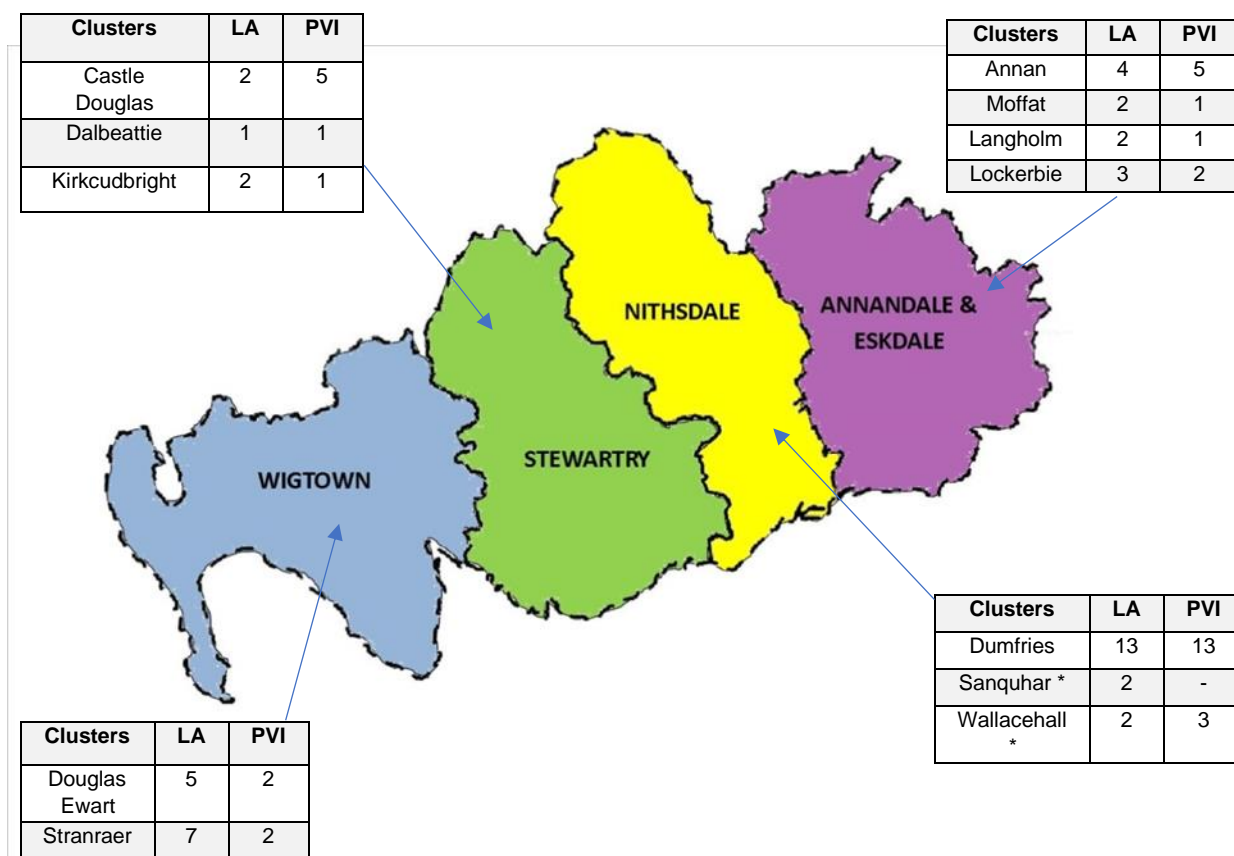 Clusters LA PVI
Castle
Douglas 2 5
Dalbeattie 1 1
Kirkcudbright 2 1
Clusters LA PVI
Annan 4 5
Moffat 2 1
Langholm 2 1
Lockerbie 3 2
NITHSDALE
ANNANDALE &
ESKDALE
STEWARTRY
WIGTOWN
Clusters LA PVI
Dumfries 13 13
Sanquhar * 2 -
Wallacehall
* 2 3
Clusters LA PVI
Douglas
Ewart 5 2
Stranraer 7 2